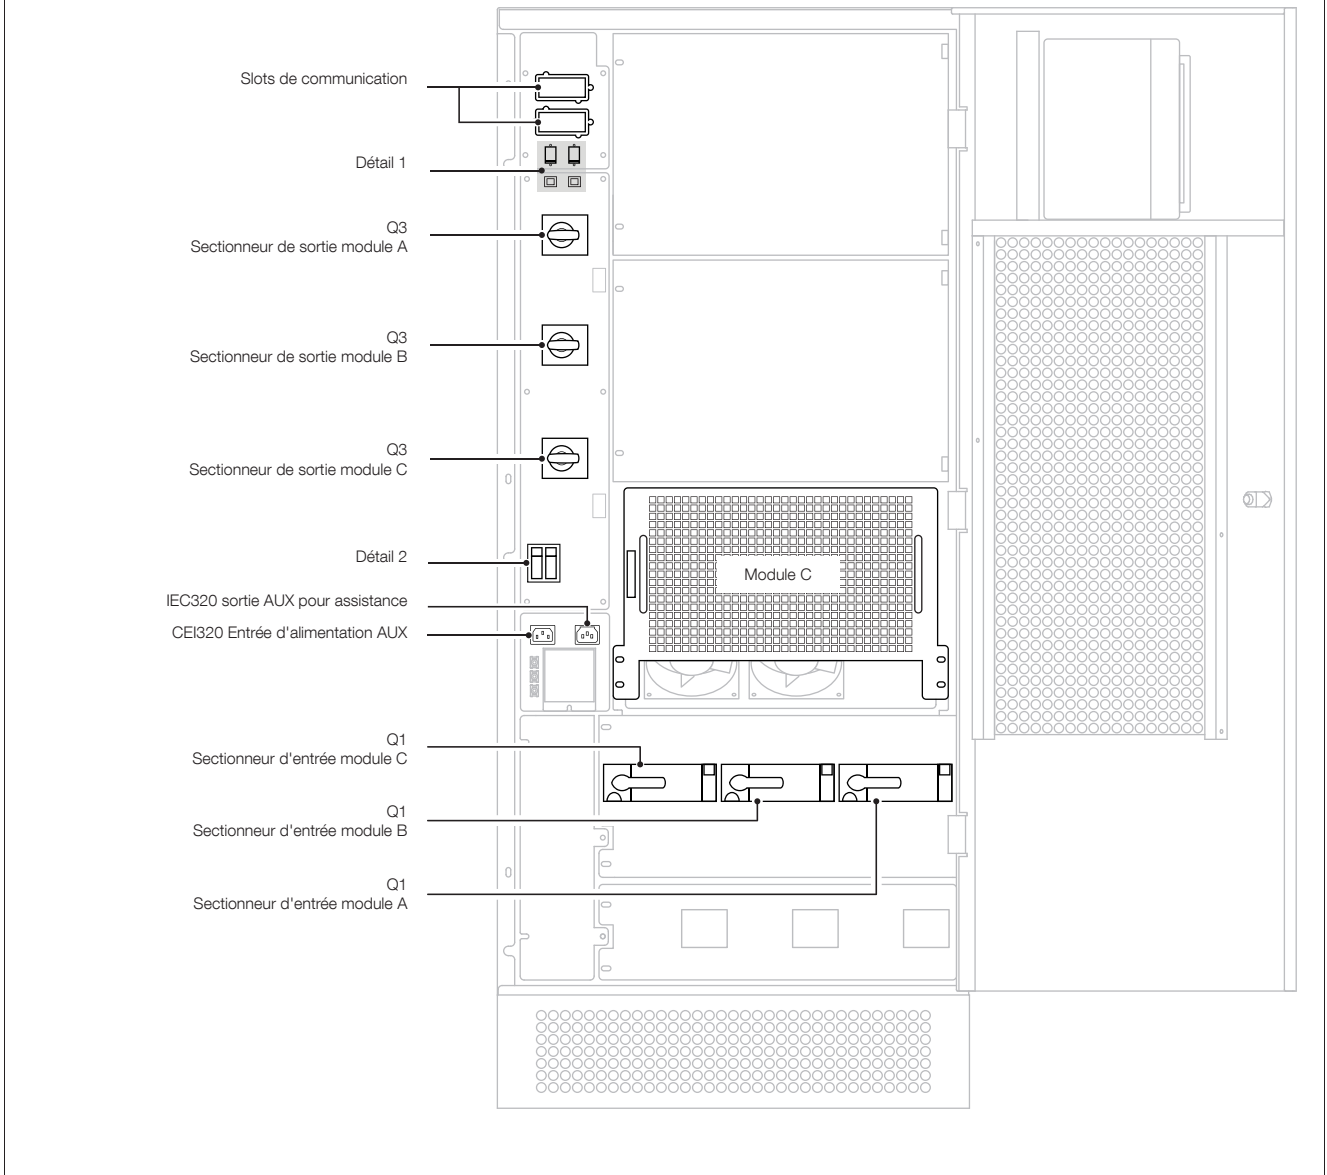 Slots de communication
Détail 1
Q3
Sectionneur de sortie module A
Q3
Sectionneur de sortie module B
Q3
Sectionneur de sortie module C
Détail 2
Module C
IEC320 sortie AUX pour assistance
CEI320 Entrée d'alimentation AUX
Q1
Sectionneur d'entrée module C
Q1
Sectionneur d'entrée module B
Q1
Sectionneur d'entrée module A